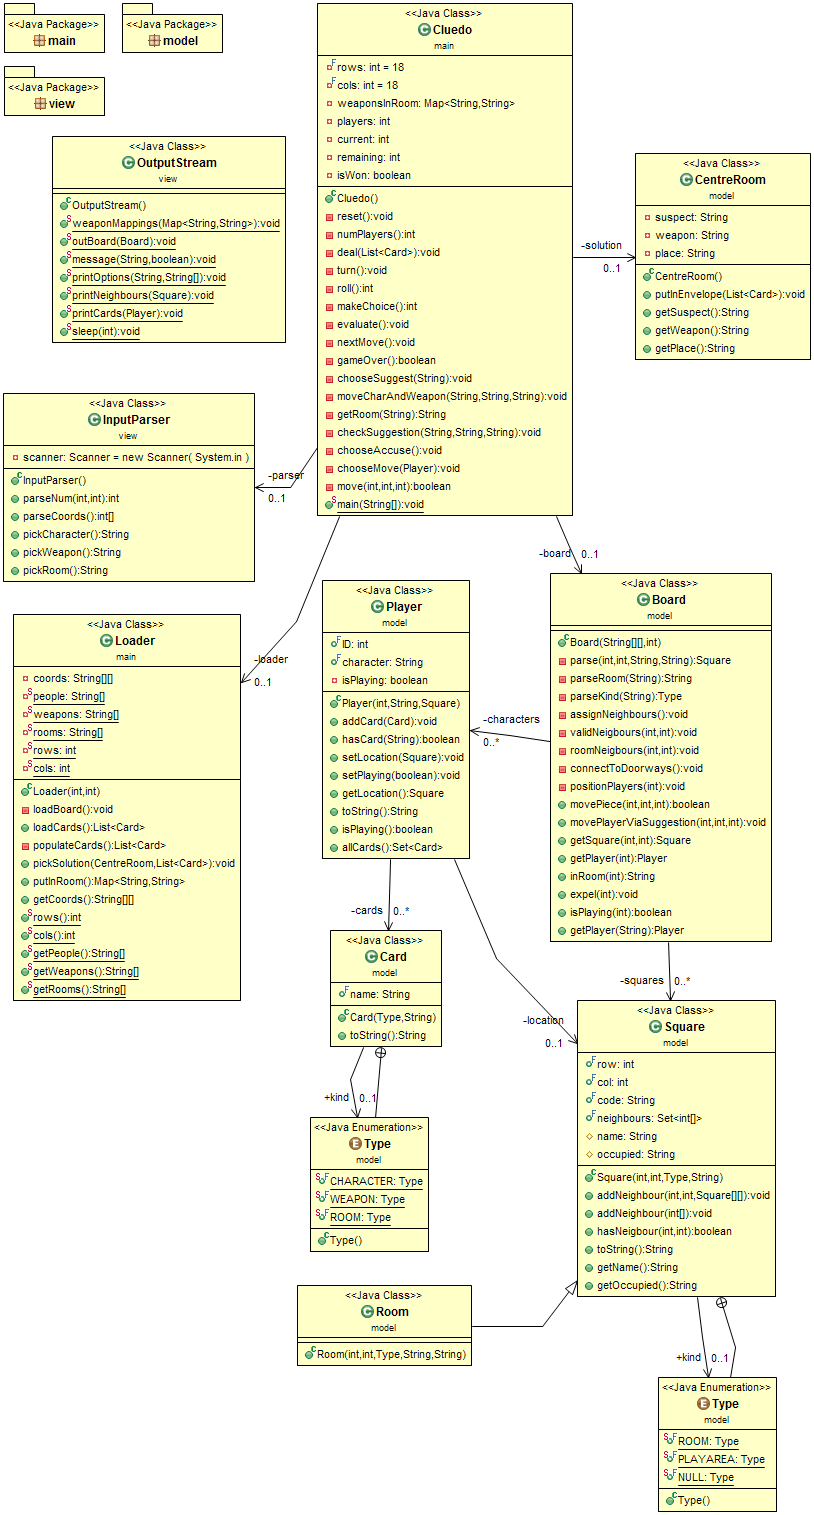 <<Java Package>>
main
<<Java Package>>
model
<<Java Package>>
view
<<Java Class>>
OutputStream
view
OutputStream()
weaponMappings(Map<String,String>):void
outBoard(Board):void
message(String,boolean):void
printOptions(String,String[]):void
printNeighbours(Square):void
printCards(Player):void
sleep(int):void
<<Java Class>>
Cluedo
main
rows: int = 18
cols: int = 18
weaponsInRoom: Map<String,String>
players: int
current: int
remaining: int
isWon: boolean
Cluedo()
reset():void
numPlayers():int
deal(List<Card>):void
turn():void
roll():int
makeChoice():int
evaluate():void
nextMove():void
gameOver():boolean
chooseSuggest(String):void
moveCharAndWeapon(String,String,String):void
getRoom(String):String
checkSuggestion(String,String,String):void
chooseAccuse():void
chooseMove(Player):void
move(int,int,int):boolean
main(String[]):void
-solution
0..1
<<Java Class>>
CentreRoom
model
suspect: String
weapon: String
place: String
CentreRoom()
putInEnvelope(List<Card>):void
getSuspect():String
getWeapon():String
getPlace():String
<<Java Class>>
InputParser
view
scanner: Scanner = new Scanner( System.in )
InputParser()
parseNum(int,int):int
parseCoords():int[]
pickCharacter():String
pickWeapon():String
pickRoom():String
-parser
0..1
-board
0..1
-loader
0..1
<<Java Class>>
Loader
main
coords: String[][]
people: String[]
weapons: String[]
rooms: String[]
rows: int
cols: int
Loader(int,int)
loadBoard():void
loadCards():List<Card>
populateCards():List<Card>
pickSolution(CentreRoom,List<Card>):void
putInRoom():Map<String,String>
getCoords():String[][]
rows():int
cols():int
getPeople():String[]
getWeapons():String[]
getRooms():String[]
<<Java Class>>
Player
model
ID: int
character: String
isPlaying: boolean
Player(int,String,Square)
addCard(Card):void
hasCard(String):boolean
setLocation(Square):void
setPlaying(boolean):void
getLocation():Square
toString():String
isPlaying():boolean
allCards():Set<Card>
-characters
0..*
<<Java Class>>
Board
model
Board(String[][],int)
parse(int,int,String,String):Square
parseRoom(String):String
parseKind(String):Type
assignNeighbours():void
validNeigbours(int,int):void
roomNeigbours(int,int):void
connectToDoorways():void
positionPlayers(int):void
movePiece(int,int,int):boolean
movePlayerViaSuggestion(int,int,int):void
getSquare(int,int):Square
getPlayer(int):Player
inRoom(int):String
expel(int):void
isPlaying(int):boolean
getPlayer(String):Player
-cards
0..*
<<Java Class>>
Card
model
name: String
Card(Type,String)
toString():String
-location
0..1
-squares
0..*
<<Java Class>>
Square
model
row: int
col: int
code: String
neighbours: Set<int[]>
name: String
occupied: String
Square(int,int,Type,String)
addNeighbour(int,int,Square[][]):void
addNeighbour(int[]):void
hasNeigbour(int,int):boolean
toString():String
getName():String
getOccupied():String
+kind
0..1
<<Java Enumeration>>
Type
model
CHARACTER: Type
WEAPON: Type
ROOM: Type
Type()
<<Java Class>>
Room
model
Room(int,int,Type,String,String)
+kind
0..1
<<Java Enumeration>>
Type
model
ROOM: Type
PLAYAREA: Type
NULL: Type
Type()